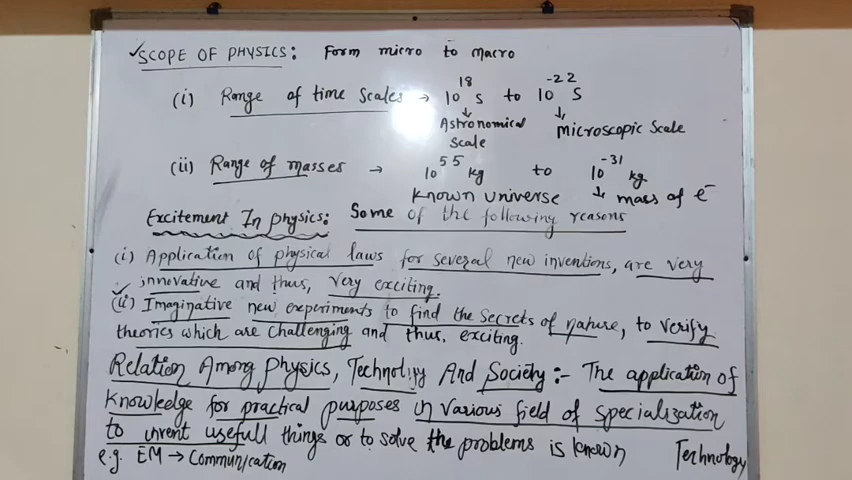 ✓SCOPE OF PHYSICS: Form micro to macro
(i) Range of time Scales → 10^18 S to 10^-22 S
↓ ↓
Astronomical Scale Microscopic Scale
(ii) Range of masses → 10^55 kg to 10^-31 kg
Known universe ↓ mass of e⁻
Excitement In physics: Some of the following reasons
(i) Application of physical laws for several new inventions, are very
innovative and thus, very exciting.
✓(ii) Imaginative new experiments to find the secrets of nature, to verify
theories which are challenging and thus, exciting.
Relation Among physics, Technology And Society:- The application of
knowledge for practical purposes in various field of specialization
to invent usefull things or to solve the problems is known Technology
e.g. EM → Communication